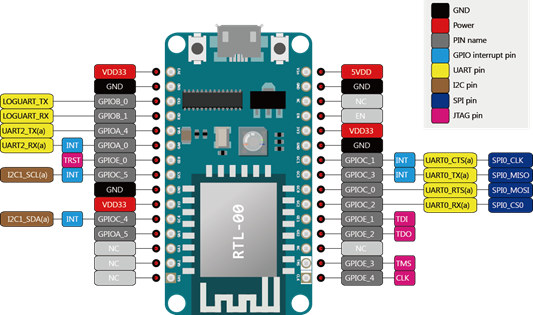 GND
Power
PIN name
GPIO interrupt pin
UART pin
I2C pin
SPI pin
JTAG pin
VDD33
GND
LOGUART_TX GPIOB_0
LOGUART_RX GPIOB_1
UART2_TX(a) GPIOA_4
UART2_RX(a) INT GPIOA_0
TRST GPIOE_0
I2C1_SCL(a) INT GPIOC_5
GND
VDD33
I2C1_SDA(a) INT GPIOC_4
GPIOA_5
NC
NC
NC
RTL-00
5VDD
GND
NC
EN
VDD33
GND
GPIOC_1 INT UART0_CTS(a) SPI0_CLK
GPIOC_3 INT UART0_TX(a) SPI0_MISO
GPIOC_0 UART0_RTS(a) SPI0_MOSI
GPIOC_2 UART0_RX(a) SPI0_CS0
GPIOE_1 TDI
GPIOE_2 TDO
NC
GPIOE_3 TMS
GPIOE_4 CLK